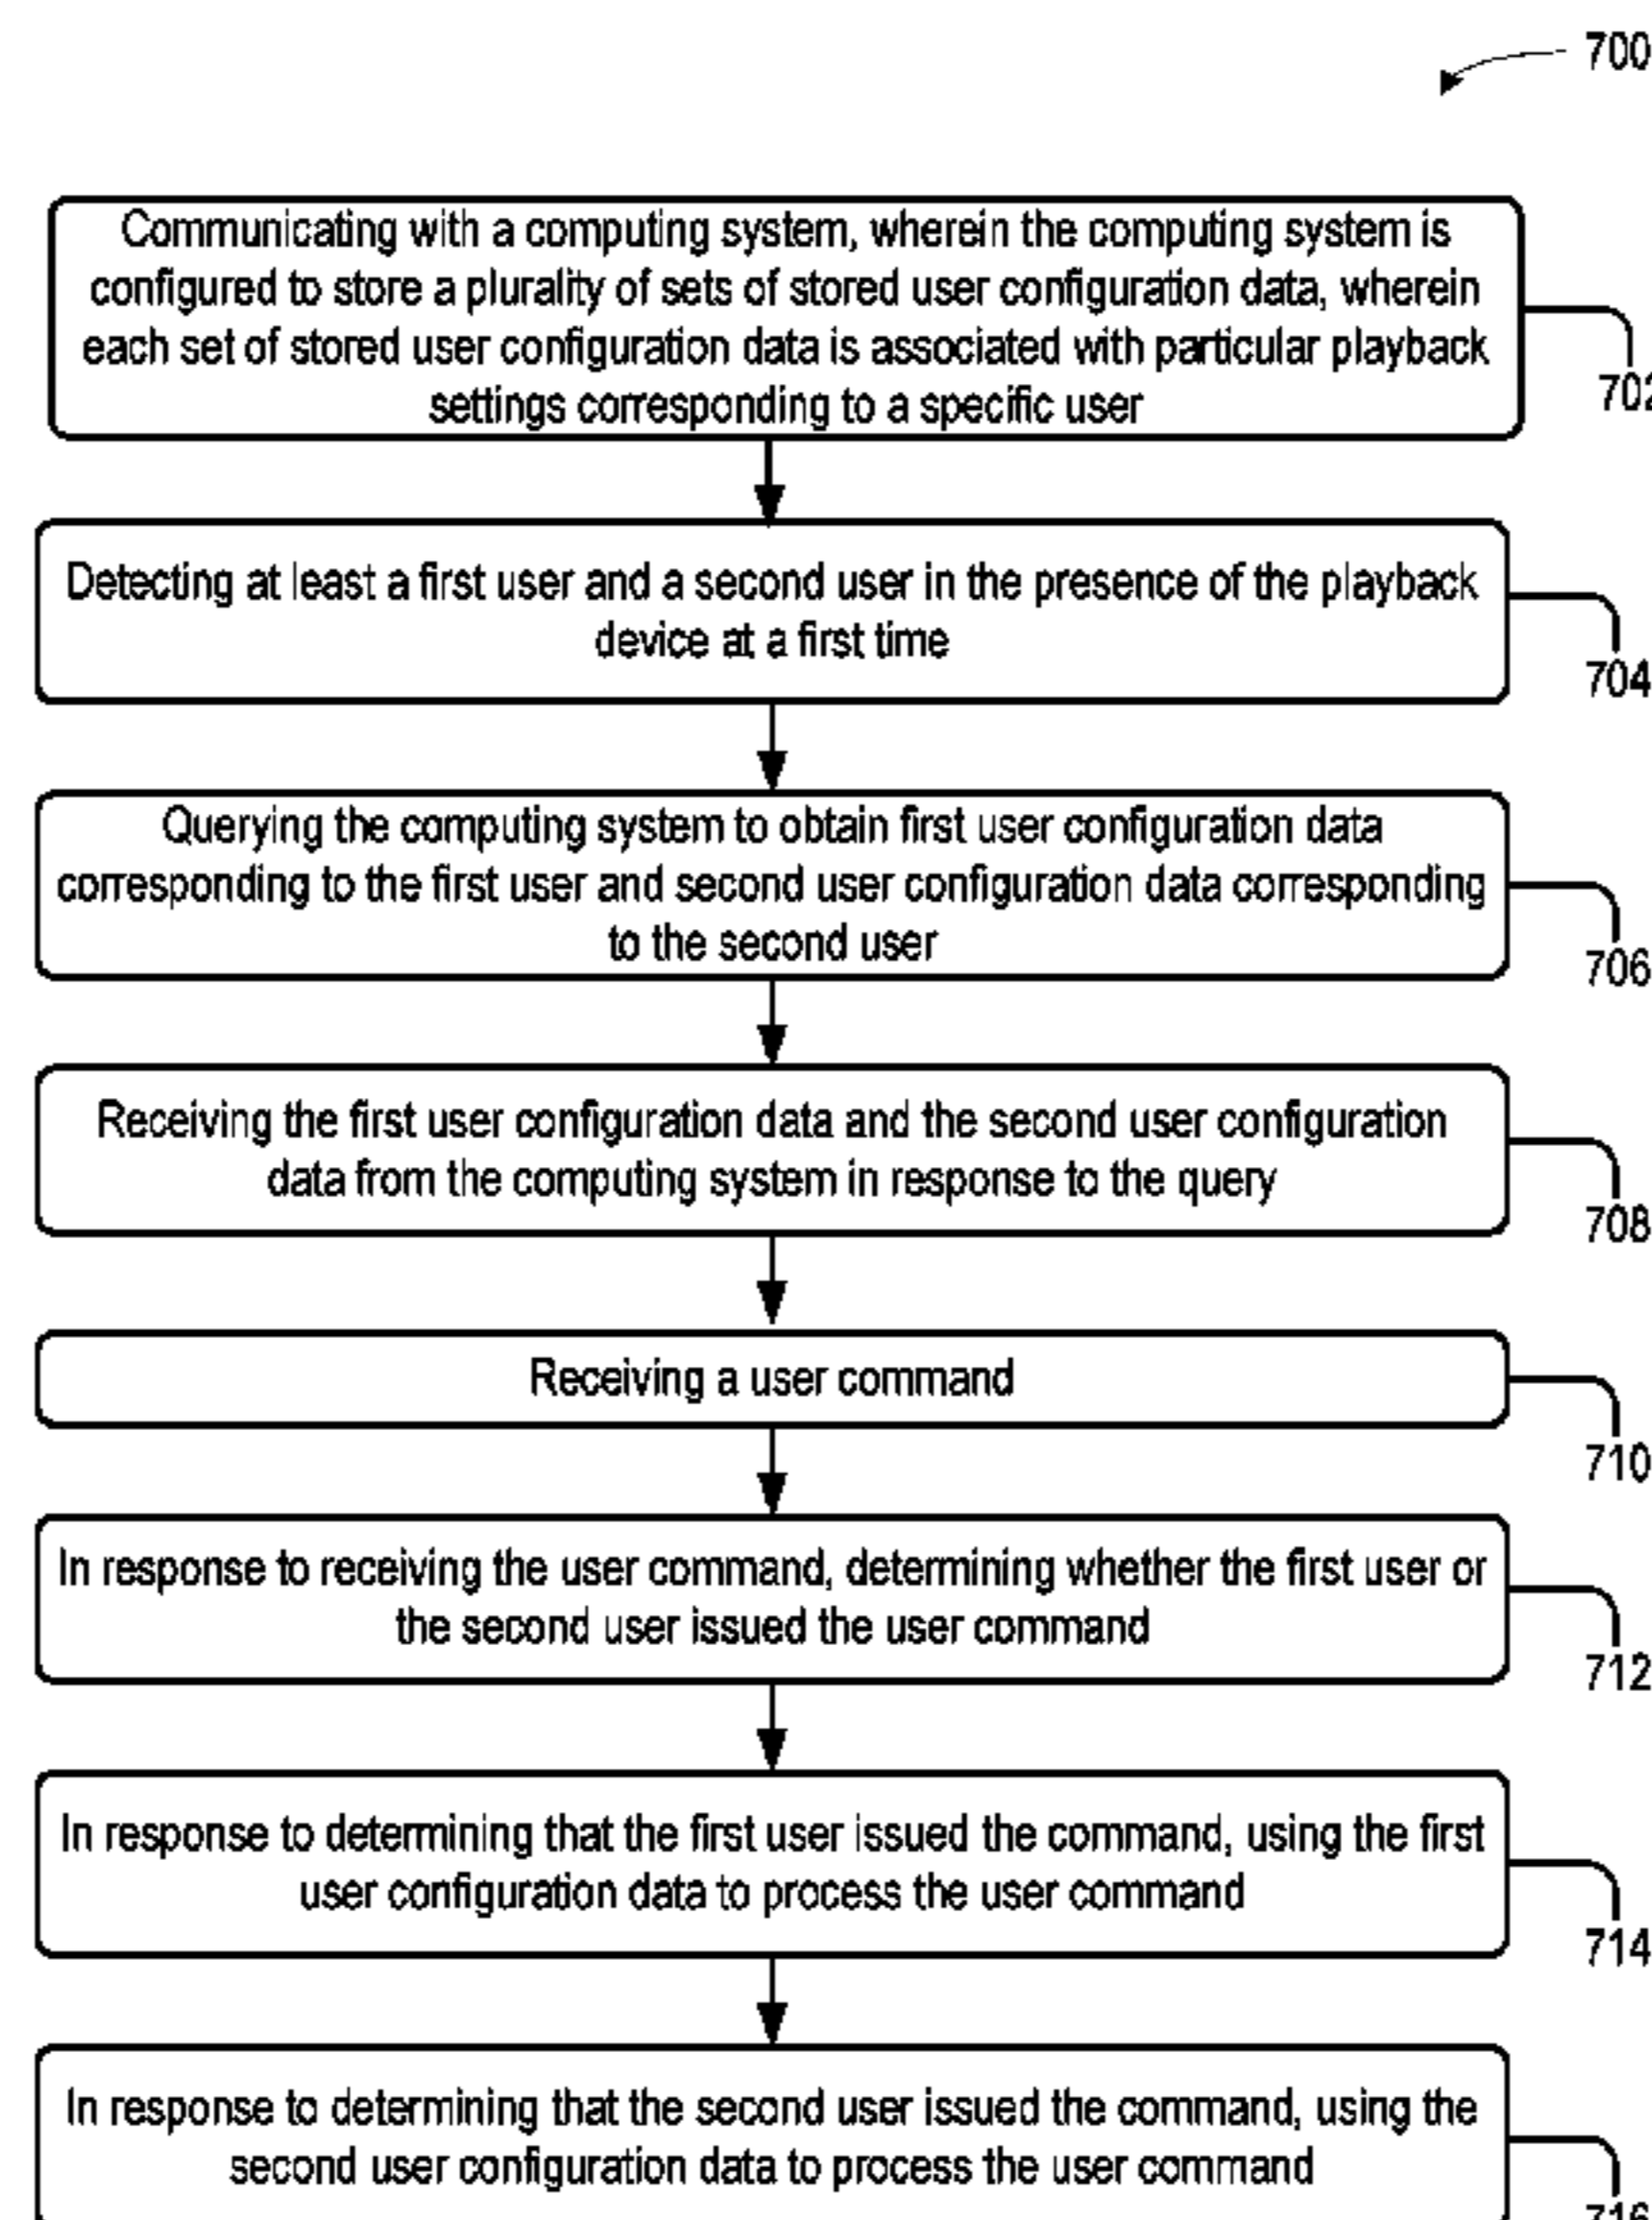 700
Communicating with a computing system, wherein the computing system is
configured to store a plurality of sets of stored user configuration data, wherein
each set of stored user configuration data is associated with particular playback
settings corresponding to a specific user
702
Detecting at least a first user and a second user in the presence of the playback
device at a first time
704
Querying the computing system to obtain first user configuration data
corresponding to the first user and second user configuration data corresponding
to the second user
706
Receiving the first user configuration data and the second user configuration
data from the computing system in response to the query
708
Receiving a user command
710
In response to receiving the user command, determining whether the first user or
the second user issued the user command
712
In response to determining that the first user issued the command, using the first
user configuration data to process the user command
714
In response to determining that the second user issued the command, using the
second user configuration data to process the user command
716